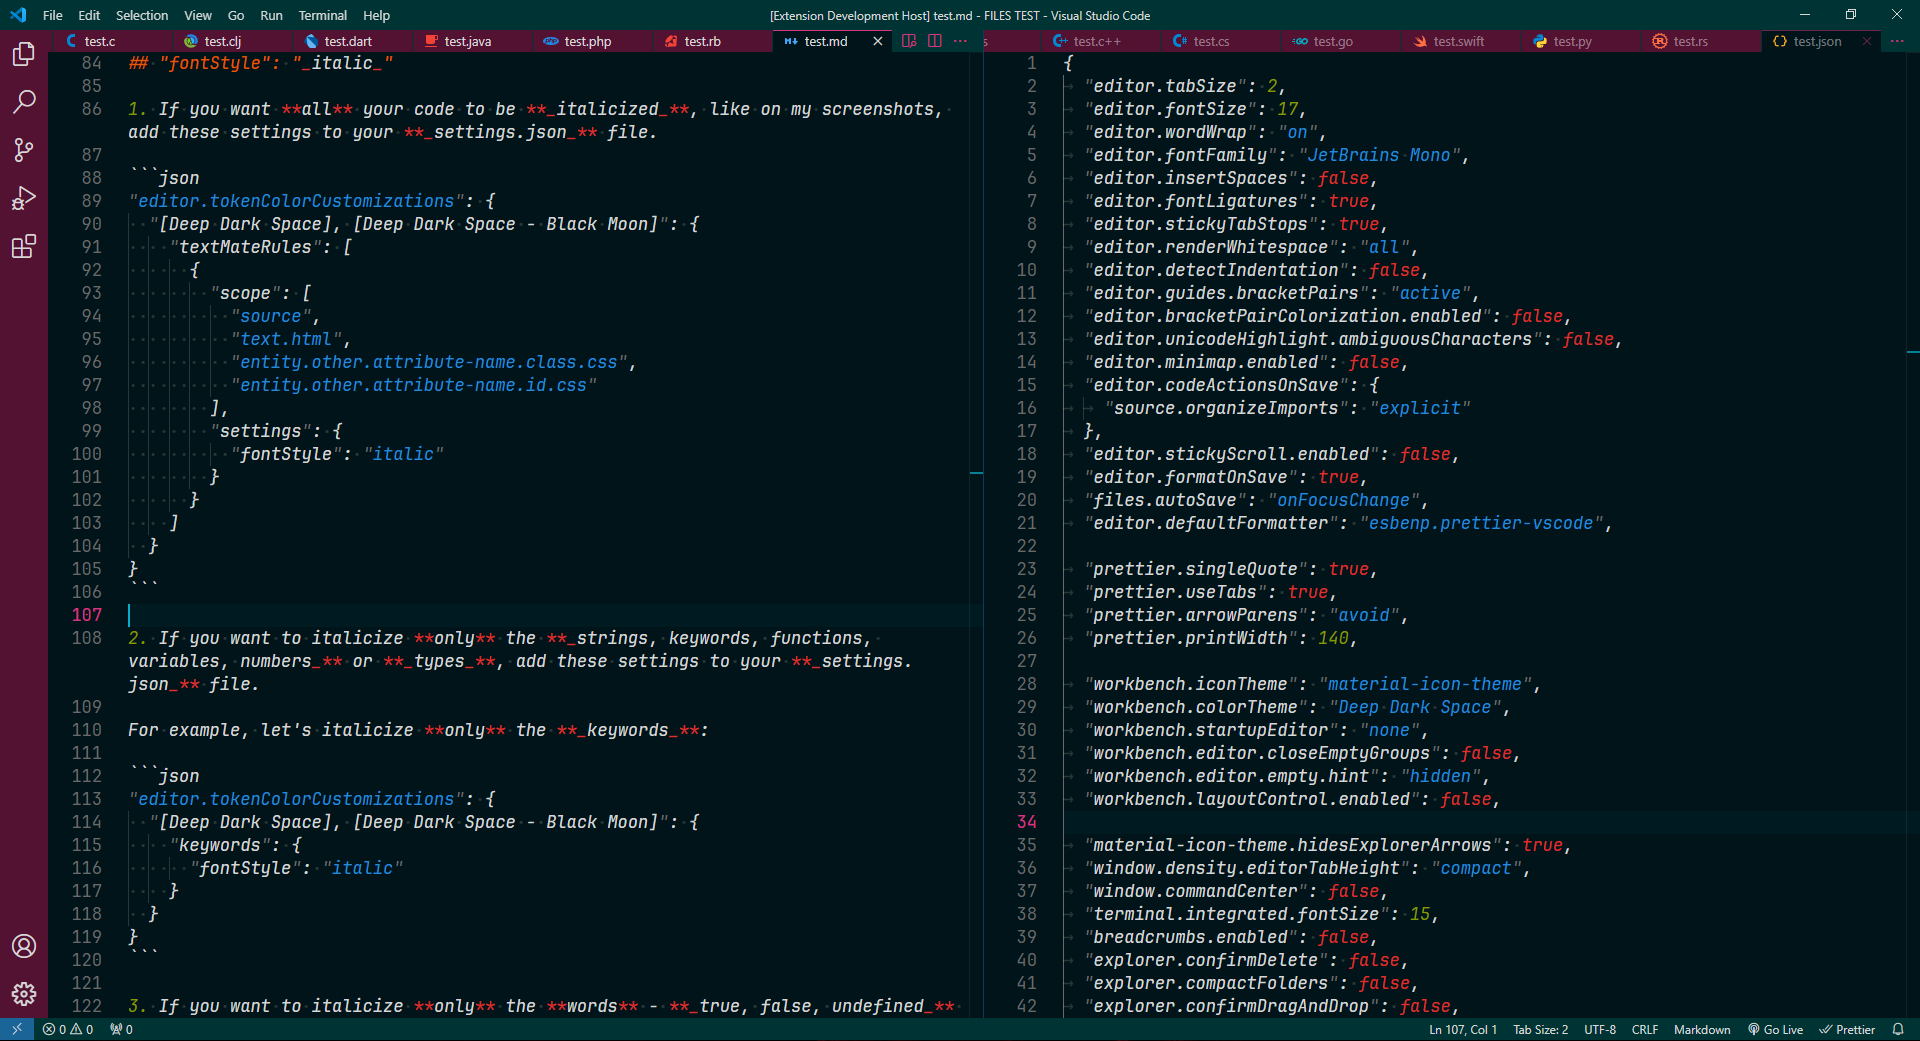 File Edit Selection View Go Run Terminal Help
[Extension Development Host] test.md - FILES TEST - Visual Studio Code
test.c test.clj test.dart test.java test.php test.rb test.md
84 ## "fontStyle": "_italic_"
85
86 1. If you want **all** your code to be **_italicized_**, like on my screenshots,
add these settings to your **_settings.json_** file.
87
88 ```json
89 "editor.tokenColorCustomizations": {
90 "[Deep Dark Space], [Deep Dark Space - Black Moon]": {
91 "textMateRules": [
92 {
93 "scope": [
94 "source",
95 "text.html",
96 "entity.other.attribute-name.class.css",
97 "entity.other.attribute-name.id.css"
98 ],
99 "settings": {
100 "fontStyle": "italic"
101 }
102 }
103 ]
104 }
105 }
106 ```
107
108 2. If you want to italicize **only** the **_strings, keywords, functions,
variables, numbers_** or **_types_**, add these settings to your **_settings.
json_** file.
109
110 For example, let's italicize **only** the **_keywords_**:
111
112 ```json
113 "editor.tokenColorCustomizations": {
114 "[Deep Dark Space], [Deep Dark Space - Black Moon]": {
115 "keywords": {
116 "fontStyle": "italic"
117 }
118 }
119 }
120 ```
121
122 3. If you want to italicize **only** the **words** - **_true, false, undefined_**
s test.c++ test.cs test.go test.swift test.py test.rs test.json
1 {
2 "editor.tabSize": 2,
3 "editor.fontSize": 17,
4 "editor.wordWrap": "on",
5 "editor.fontFamily": "JetBrains Mono",
6 "editor.insertSpaces": false,
7 "editor.fontLigatures": true,
8 "editor.stickyTabStops": true,
9 "editor.renderWhitespace": "all",
10 "editor.detectIndentation": false,
11 "editor.guides.bracketPairs": "active",
12 "editor.bracketPairColorization.enabled": false,
13 "editor.unicodeHighlight.ambiguousCharacters": false,
14 "editor.minimap.enabled": false,
15 "editor.codeActionsOnSave": {
16 "source.organizeImports": "explicit"
17 },
18 "editor.stickyScroll.enabled": false,
19 "editor.formatOnSave": true,
20 "files.autoSave": "onFocusChange",
21 "editor.defaultFormatter": "esbenp.prettier-vscode",
22
23 "prettier.singleQuote": true,
24 "prettier.useTabs": true,
25 "prettier.arrowParens": "avoid",
26 "prettier.printWidth": 140,
27
28 "workbench.iconTheme": "material-icon-theme",
29 "workbench.colorTheme": "Deep Dark Space",
30 "workbench.startupEditor": "none",
31 "workbench.editor.closeEmptyGroups": false,
32 "workbench.editor.empty.hint": "hidden",
33 "workbench.layoutControl.enabled": false,
34
35 "material-icon-theme.hidesExplorerArrows": true,
36 "window.density.editorTabHeight": "compact",
37 "window.commandCenter": false,
38 "terminal.integrated.fontSize": 15,
39 "breadcrumbs.enabled": false,
40 "explorer.confirmDelete": false,
41 "explorer.compactFolders": false,
42 "explorer.confirmDragAndDrop": false,
0 0 0
Ln 107, Col 1 Tab Size: 2 UTF-8 CRLF Markdown Go Live Prettier